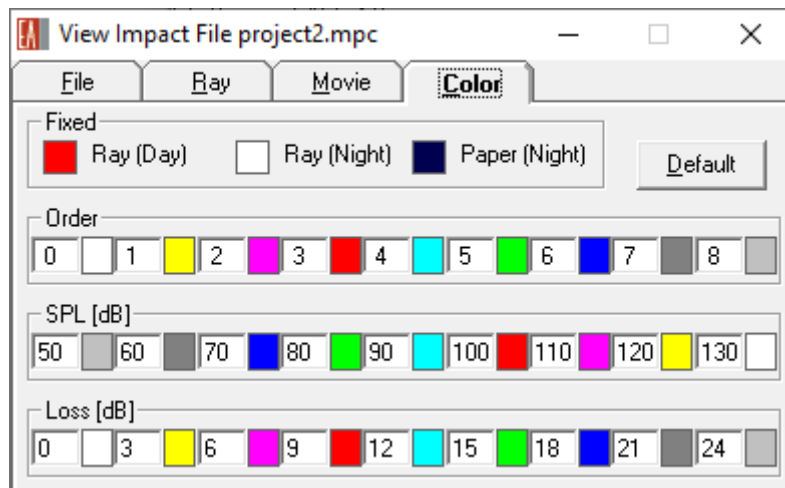 EA View Impact File project2.mpc
File Ray Movie Color
Fixed
Ray (Day) Ray (Night) Paper (Night) Default
Order
0 1 2 3 4 5 6 7 8
SPL [dB]
50 60 70 80 90 100 110 120 130
Loss [dB]
0 3 6 9 12 15 18 21 24